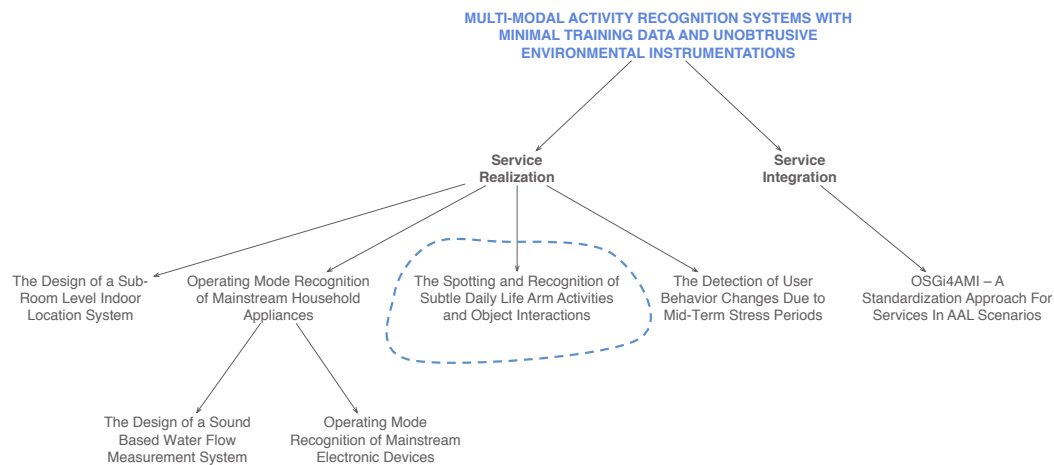 MULTI-MODAL ACTIVITY RECOGNITION SYSTEMS WITH
MINIMAL TRAINING DATA AND UNOBTRUSIVE
ENVIRONMENTAL INSTRUMENTATIONS
Service
Realization
Service
Integration
The Design of a Sub-
Room Level Indoor
Location System
Operating Mode Recognition
of Mainstream Household
Appliances
The Spotting and Recognition of
Subtle Daily Life Arm Activities
and Object Interactions
The Detection of User
Behavior Changes Due to
Mid-Term Stress Periods
OSGi4AMI – A
Standardization Approach For
Services In AAL Scenarios
The Design of a Sound
Based Water Flow
Measurement System
Operating Mode
Recognition of Mainstream
Electronic Devices